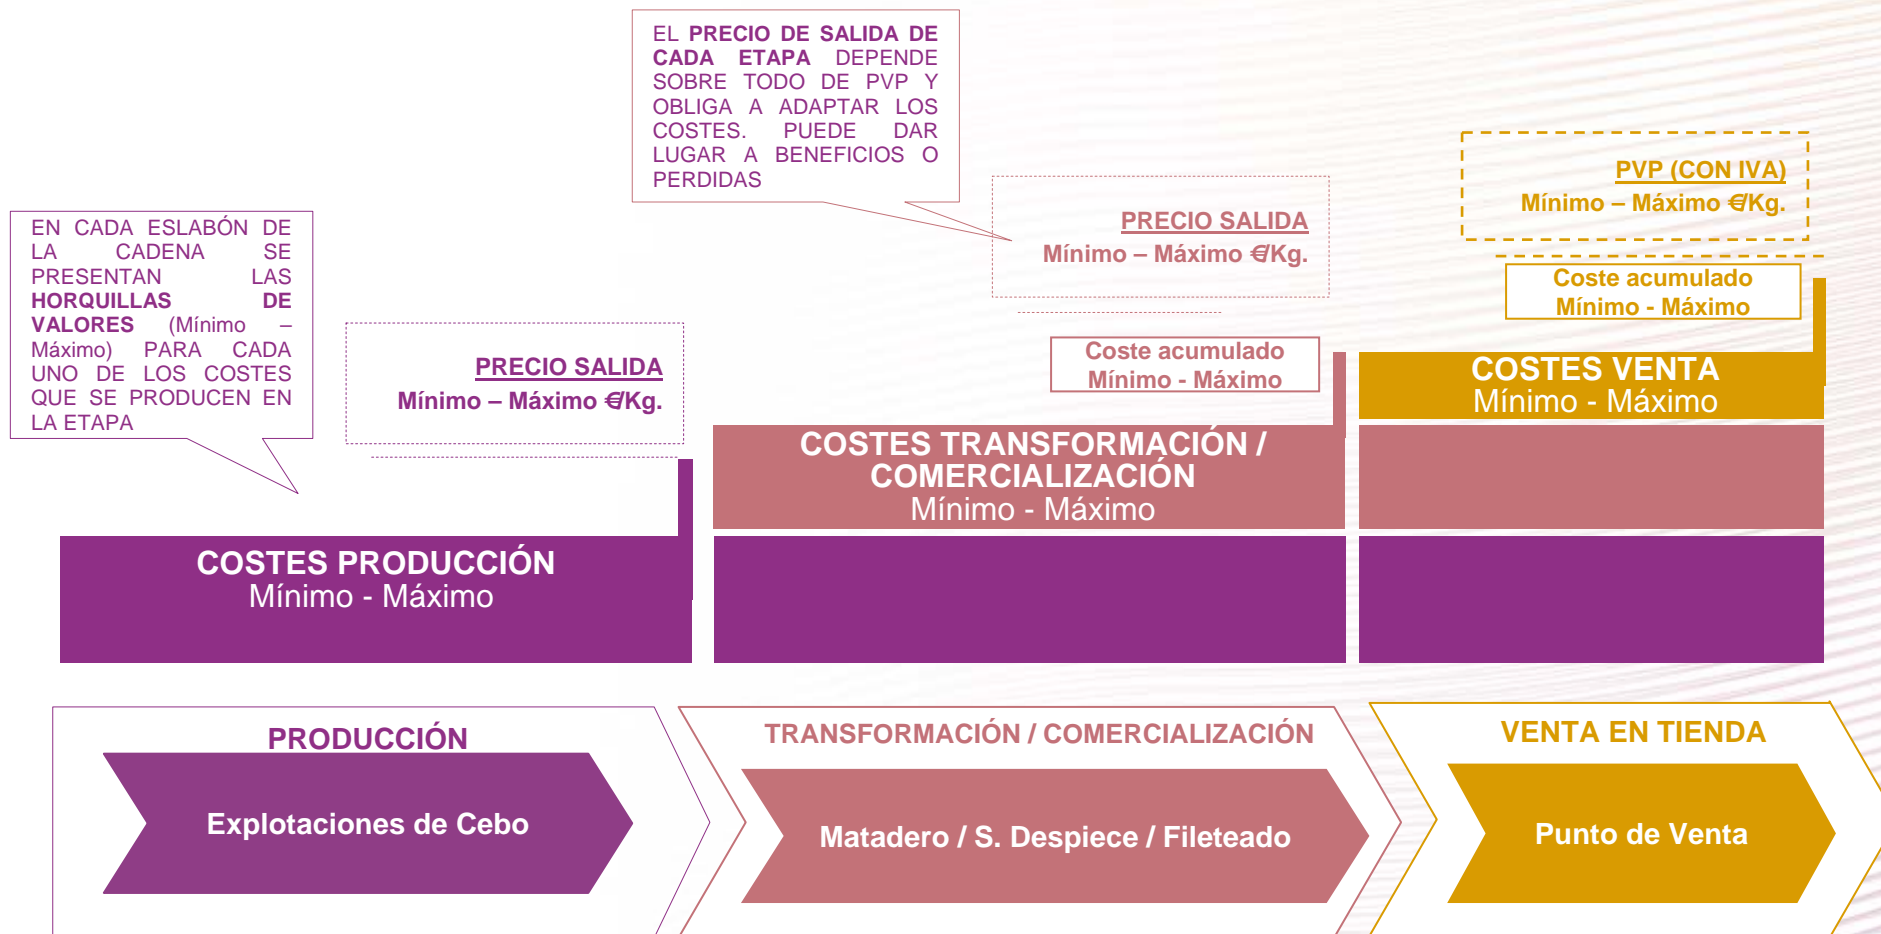 EL PRECIO DE SALIDA DE
CADA ETAPA DEPENDE
SOBRE TODO DE PVP Y
OBLIGA A ADAPTAR LOS
COSTES. PUEDE DAR
LUGAR A BENEFICIOS O
PERDIDAS
EN CADA ESLABÓN DE
LA CADENA SE
PRESENTAN LAS
HORQUILLAS DE
VALORES (Mínimo –
Máximo) PARA CADA
UNO DE LOS COSTES
QUE SE PRODUCEN EN
LA ETAPA
PRECIO SALIDA
Mínimo – Máximo €/Kg.
PRECIO SALIDA
Mínimo – Máximo €/Kg.
PVP (CON IVA)
Mínimo – Máximo €/Kg.
Coste acumulado
Mínimo - Máximo
Coste acumulado
Mínimo - Máximo
COSTES PRODUCCIÓN
Mínimo - Máximo
COSTES TRANSFORMACIÓN /
COMERCIALIZACIÓN
Mínimo - Máximo
COSTES VENTA
Mínimo - Máximo
PRODUCCIÓN
Explotaciones de Cebo
TRANSFORMACIÓN / COMERCIALIZACIÓN
Matadero / S. Despiece / Fileteado
VENTA EN TIENDA
Punto de Venta